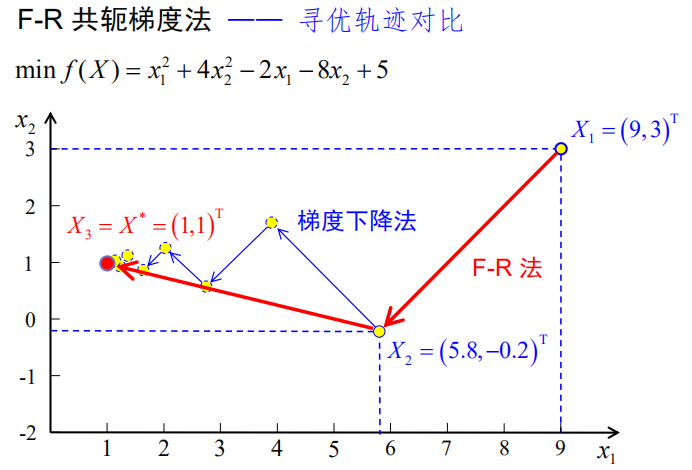 F-R 共轭梯度法 —— 寻优轨迹对比
min f(X) = x₁² + 4x₂² − 2x₁ − 8x₂ + 5
x₂
X₁ = (9,3)ᵀ
3
2
X₃ = X* = (1,1)ᵀ
梯度下降法
1
F-R 法
0
X₂ = (5.8,−0.2)ᵀ
-1
-2
1 2 3 4 5 6 7 8 9 x₁